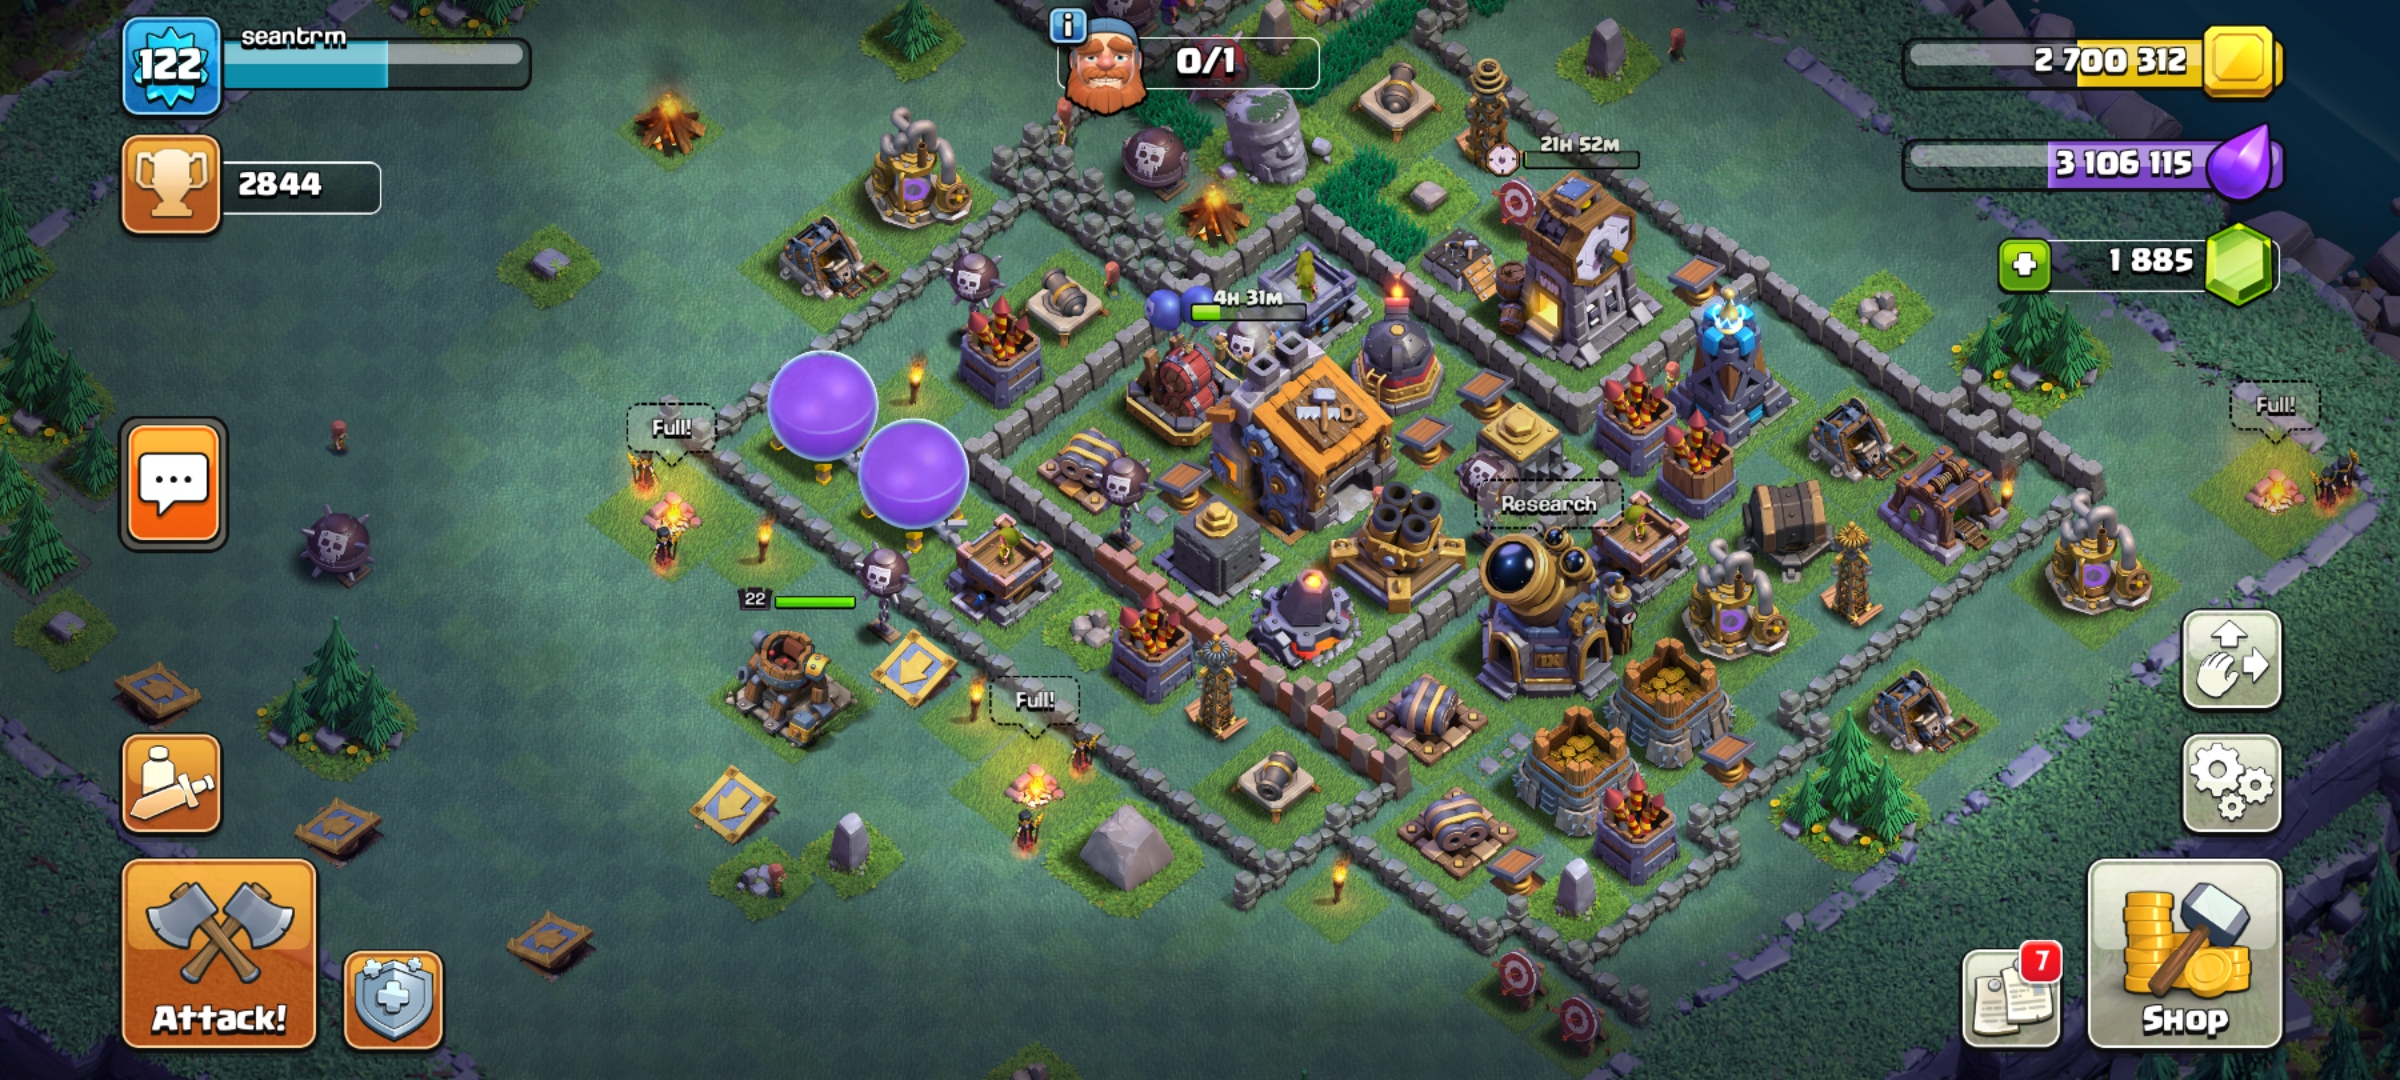 122
seantrm
0/1
2 700 312
2844
21H 52M
3 106 115
1 885
4H 31M
Full!
Full!
Research
22
Full!
7
Attack!
Shop